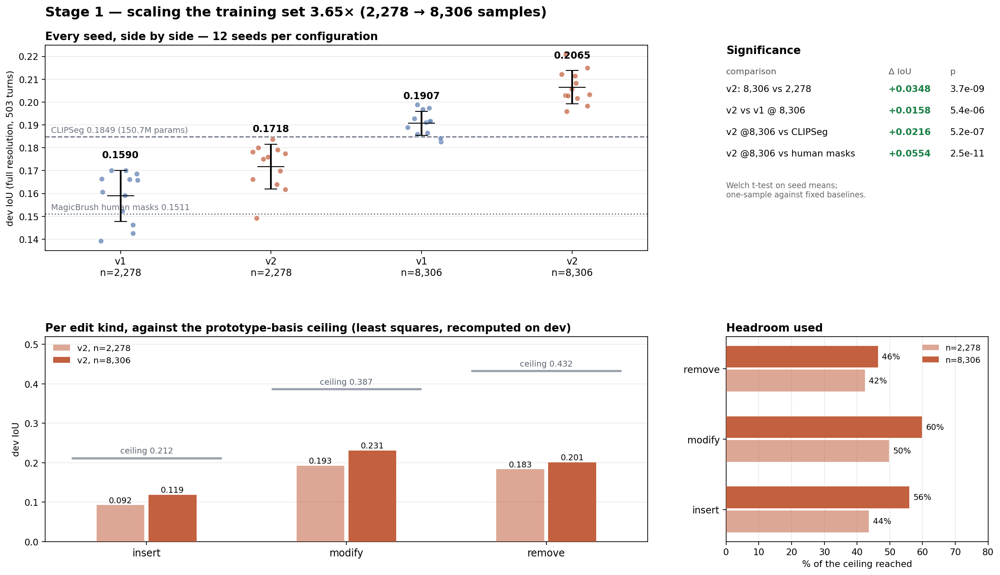 Stage 1 — scaling the training set 3.65× (2,278 → 8,306 samples)
Every seed, side by side — 12 seeds per configuration
dev IoU (full resolution, 503 turns)
0.22
0.21
0.20
0.19
0.18
0.17
0.16
0.15
0.14
CLIPSeg 0.1849 (150.7M params)
MagicBrush human masks 0.1511
0.1590
0.1718
0.1907
0.2065
v1
n=2,278
v2
n=2,278
v1
n=8,306
v2
n=8,306
Significance
comparison Δ IoU p
v2: 8,306 vs 2,278 +0.0348 3.7e-09
v2 vs v1 @ 8,306 +0.0158 5.4e-06
v2 @8,306 vs CLIPSeg +0.0216 5.2e-07
v2 @8,306 vs human masks +0.0554 2.5e-11
Welch t-test on seed means;
one-sample against fixed baselines.
Per edit kind, against the prototype-basis ceiling (least squares, recomputed on dev)
dev IoU
0.5
0.4
0.3
0.2
0.1
0.0
v2, n=2,278
v2, n=8,306
ceiling 0.212
ceiling 0.387
ceiling 0.432
0.092
0.119
0.193
0.231
0.183
0.201
insert
modify
remove
Headroom used
n=2,278
n=8,306
remove
46%
42%
modify
60%
50%
insert
56%
44%
0 10 20 30 40 50 60 70 80
% of the ceiling reached